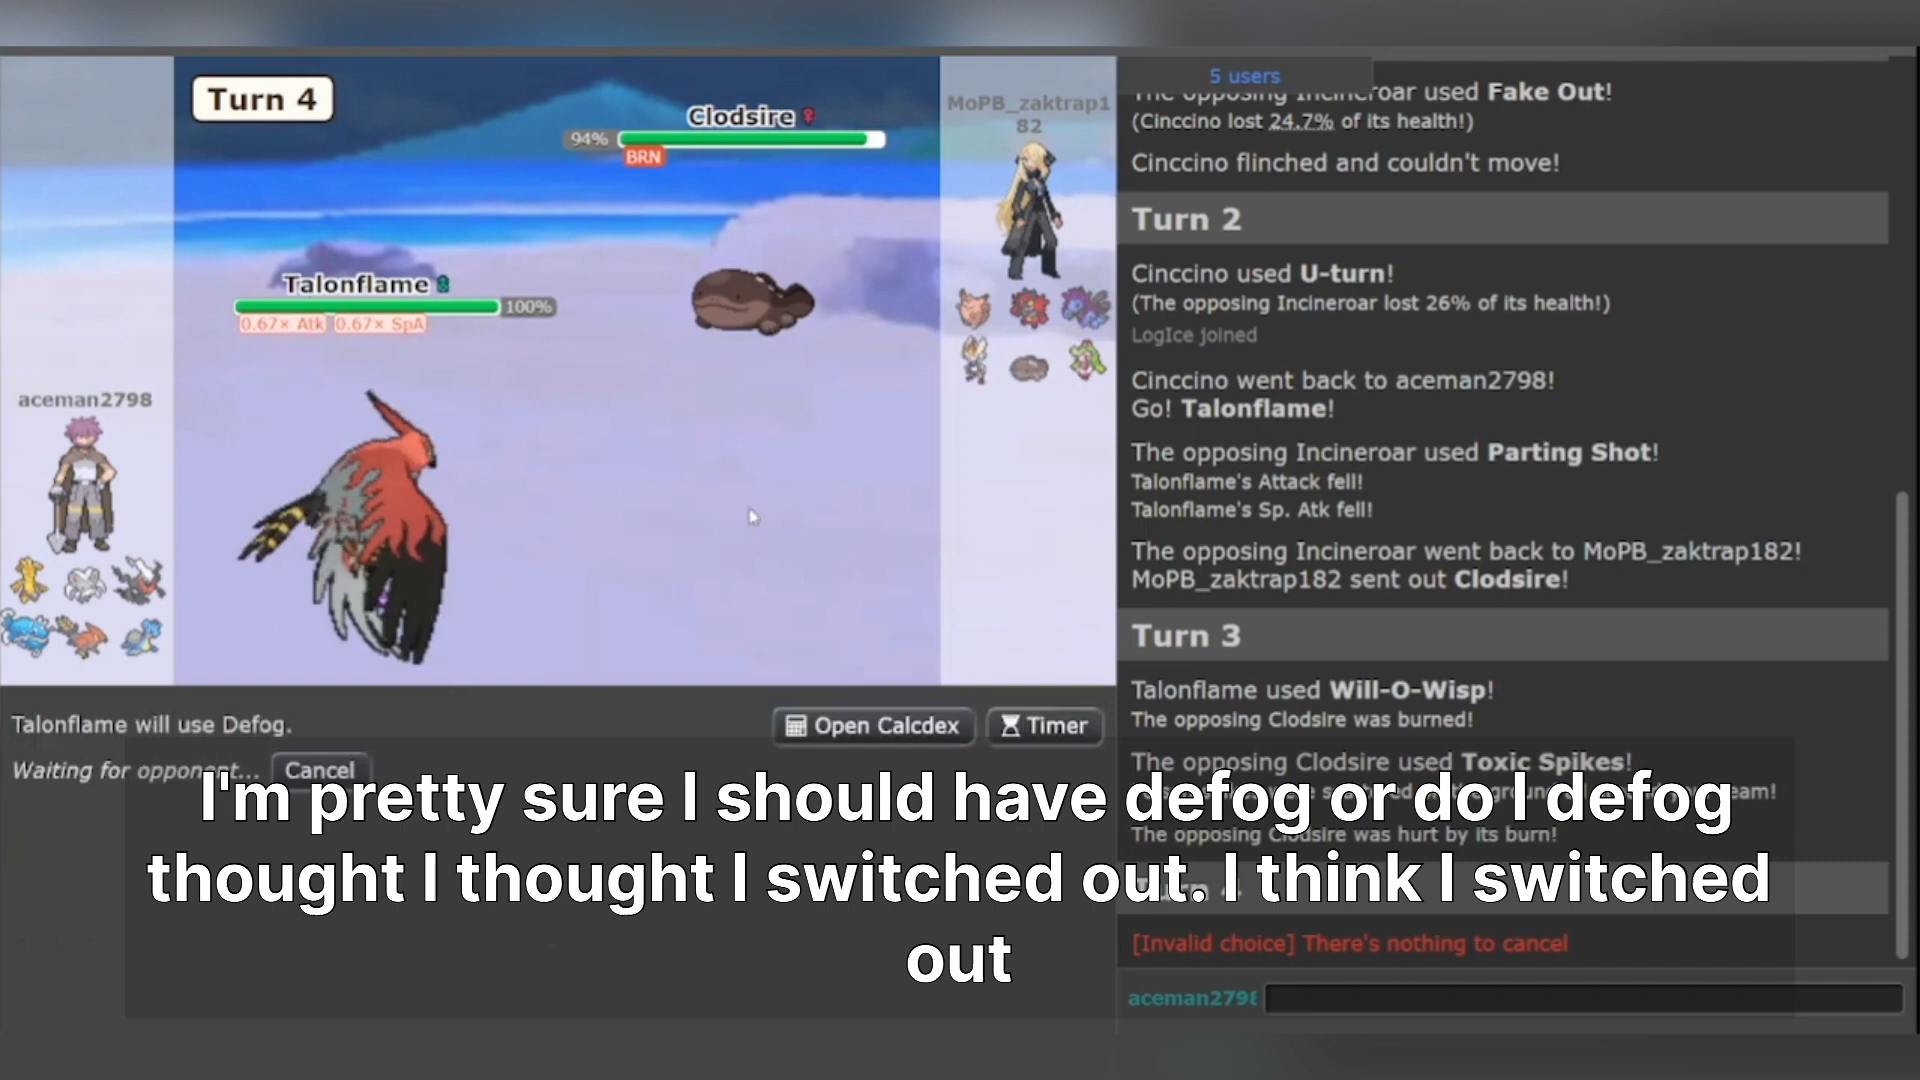 Turn 4
Clodsire
94%
BRN
Talonflame
100%
0.67× Atk 0.67× SpA
aceman2798
MoPB_zaktrap1
82
5 users
The opposing Incineroar used Fake Out!
(Cinccino lost 24.7% of its health!)
Cinccino flinched and couldn't move!
Turn 2
Cinccino used U-turn!
(The opposing Incineroar lost 26% of its health!)
LogIce joined
Cinccino went back to aceman2798!
Go! Talonflame!
The opposing Incineroar used Parting Shot!
Talonflame's Attack fell!
Talonflame's Sp. Atk fell!
The opposing Incineroar went back to MoPB_zaktrap182!
MoPB_zaktrap182 sent out Clodsire!
Turn 3
Talonflame used Will-O-Wisp!
The opposing Clodsire was burned!
The opposing Clodsire used Toxic Spikes!
The opposing Clodsire was hurt by its burn!
Turn 4
[Invalid choice] There's nothing to cancel
aceman2798
Talonflame will use Defog.
Open Calcdex
Timer
Waiting for opponent...
Cancel
I'm pretty sure I should have defog or do I defog
thought I thought I switched out. I think I switched
out